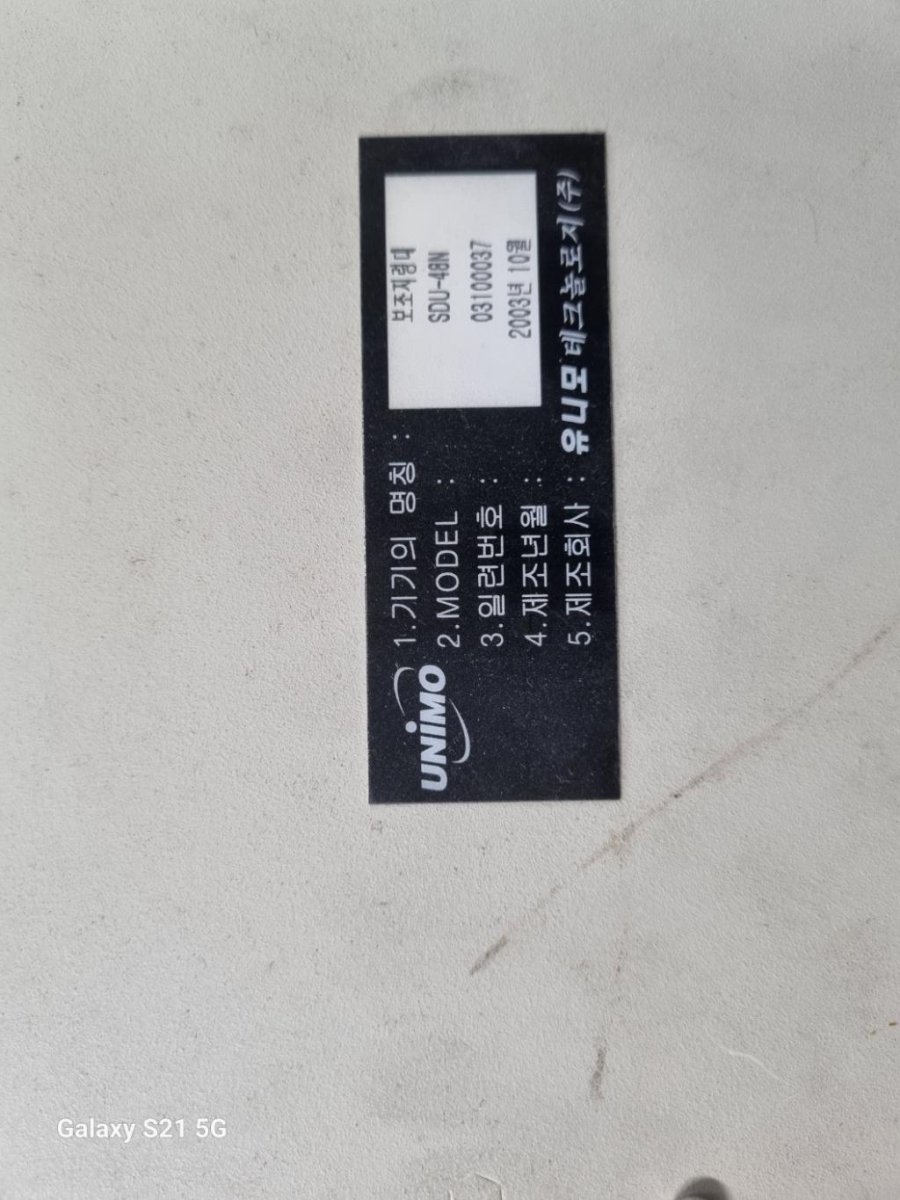 UNiMO
1.기기의 명칭 : 보조지령대
2.MODEL : SDU-48N
3.일련번호 : 03100037
4.제조년월 : 2003년 10월
5.제조회사 : 유니모 테크놀로지(주)
Galaxy S21 5G